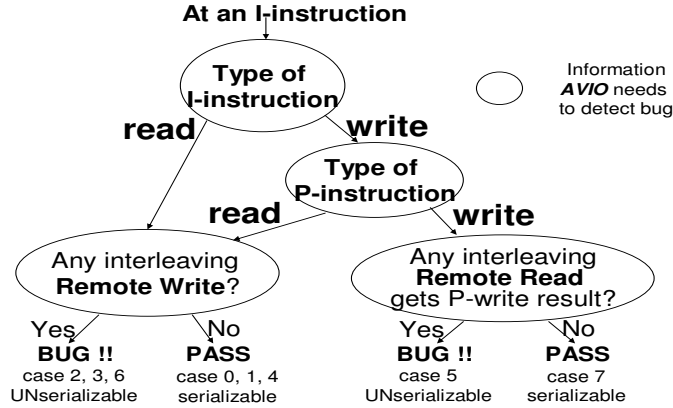 At an I-instruction
Type of
I-instruction
Information
AVIO needs
to detect bug
read
write
Type of
P-instruction
read
write
Any interleaving
Remote Write?
Any interleaving
Remote Read
gets P-write result?
Yes
No
Yes
No
BUG !!
PASS
BUG !!
PASS
case 2, 3, 6
UNserializable
case 0, 1, 4
serializable
case 5
UNserializable
case 7
serializable